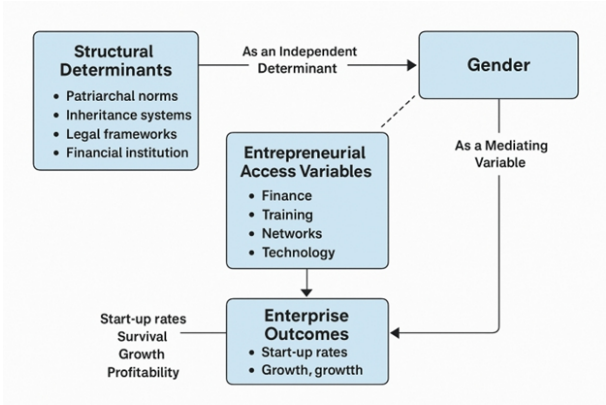 Structural
Determinants
• Patriarchal norms
• Inheritance systems
• Legal frameworks
• Financial institution
As an Independent
Determinant
Gender
As a Mediating
Variable
Entrepreneurial
Access Variables
• Finance
• Training
• Networks
• Technology
Enterprise
Outcomes
• Start-up rates
• Growth, growtth
Start-up rates
Survival
Growth
Profitability